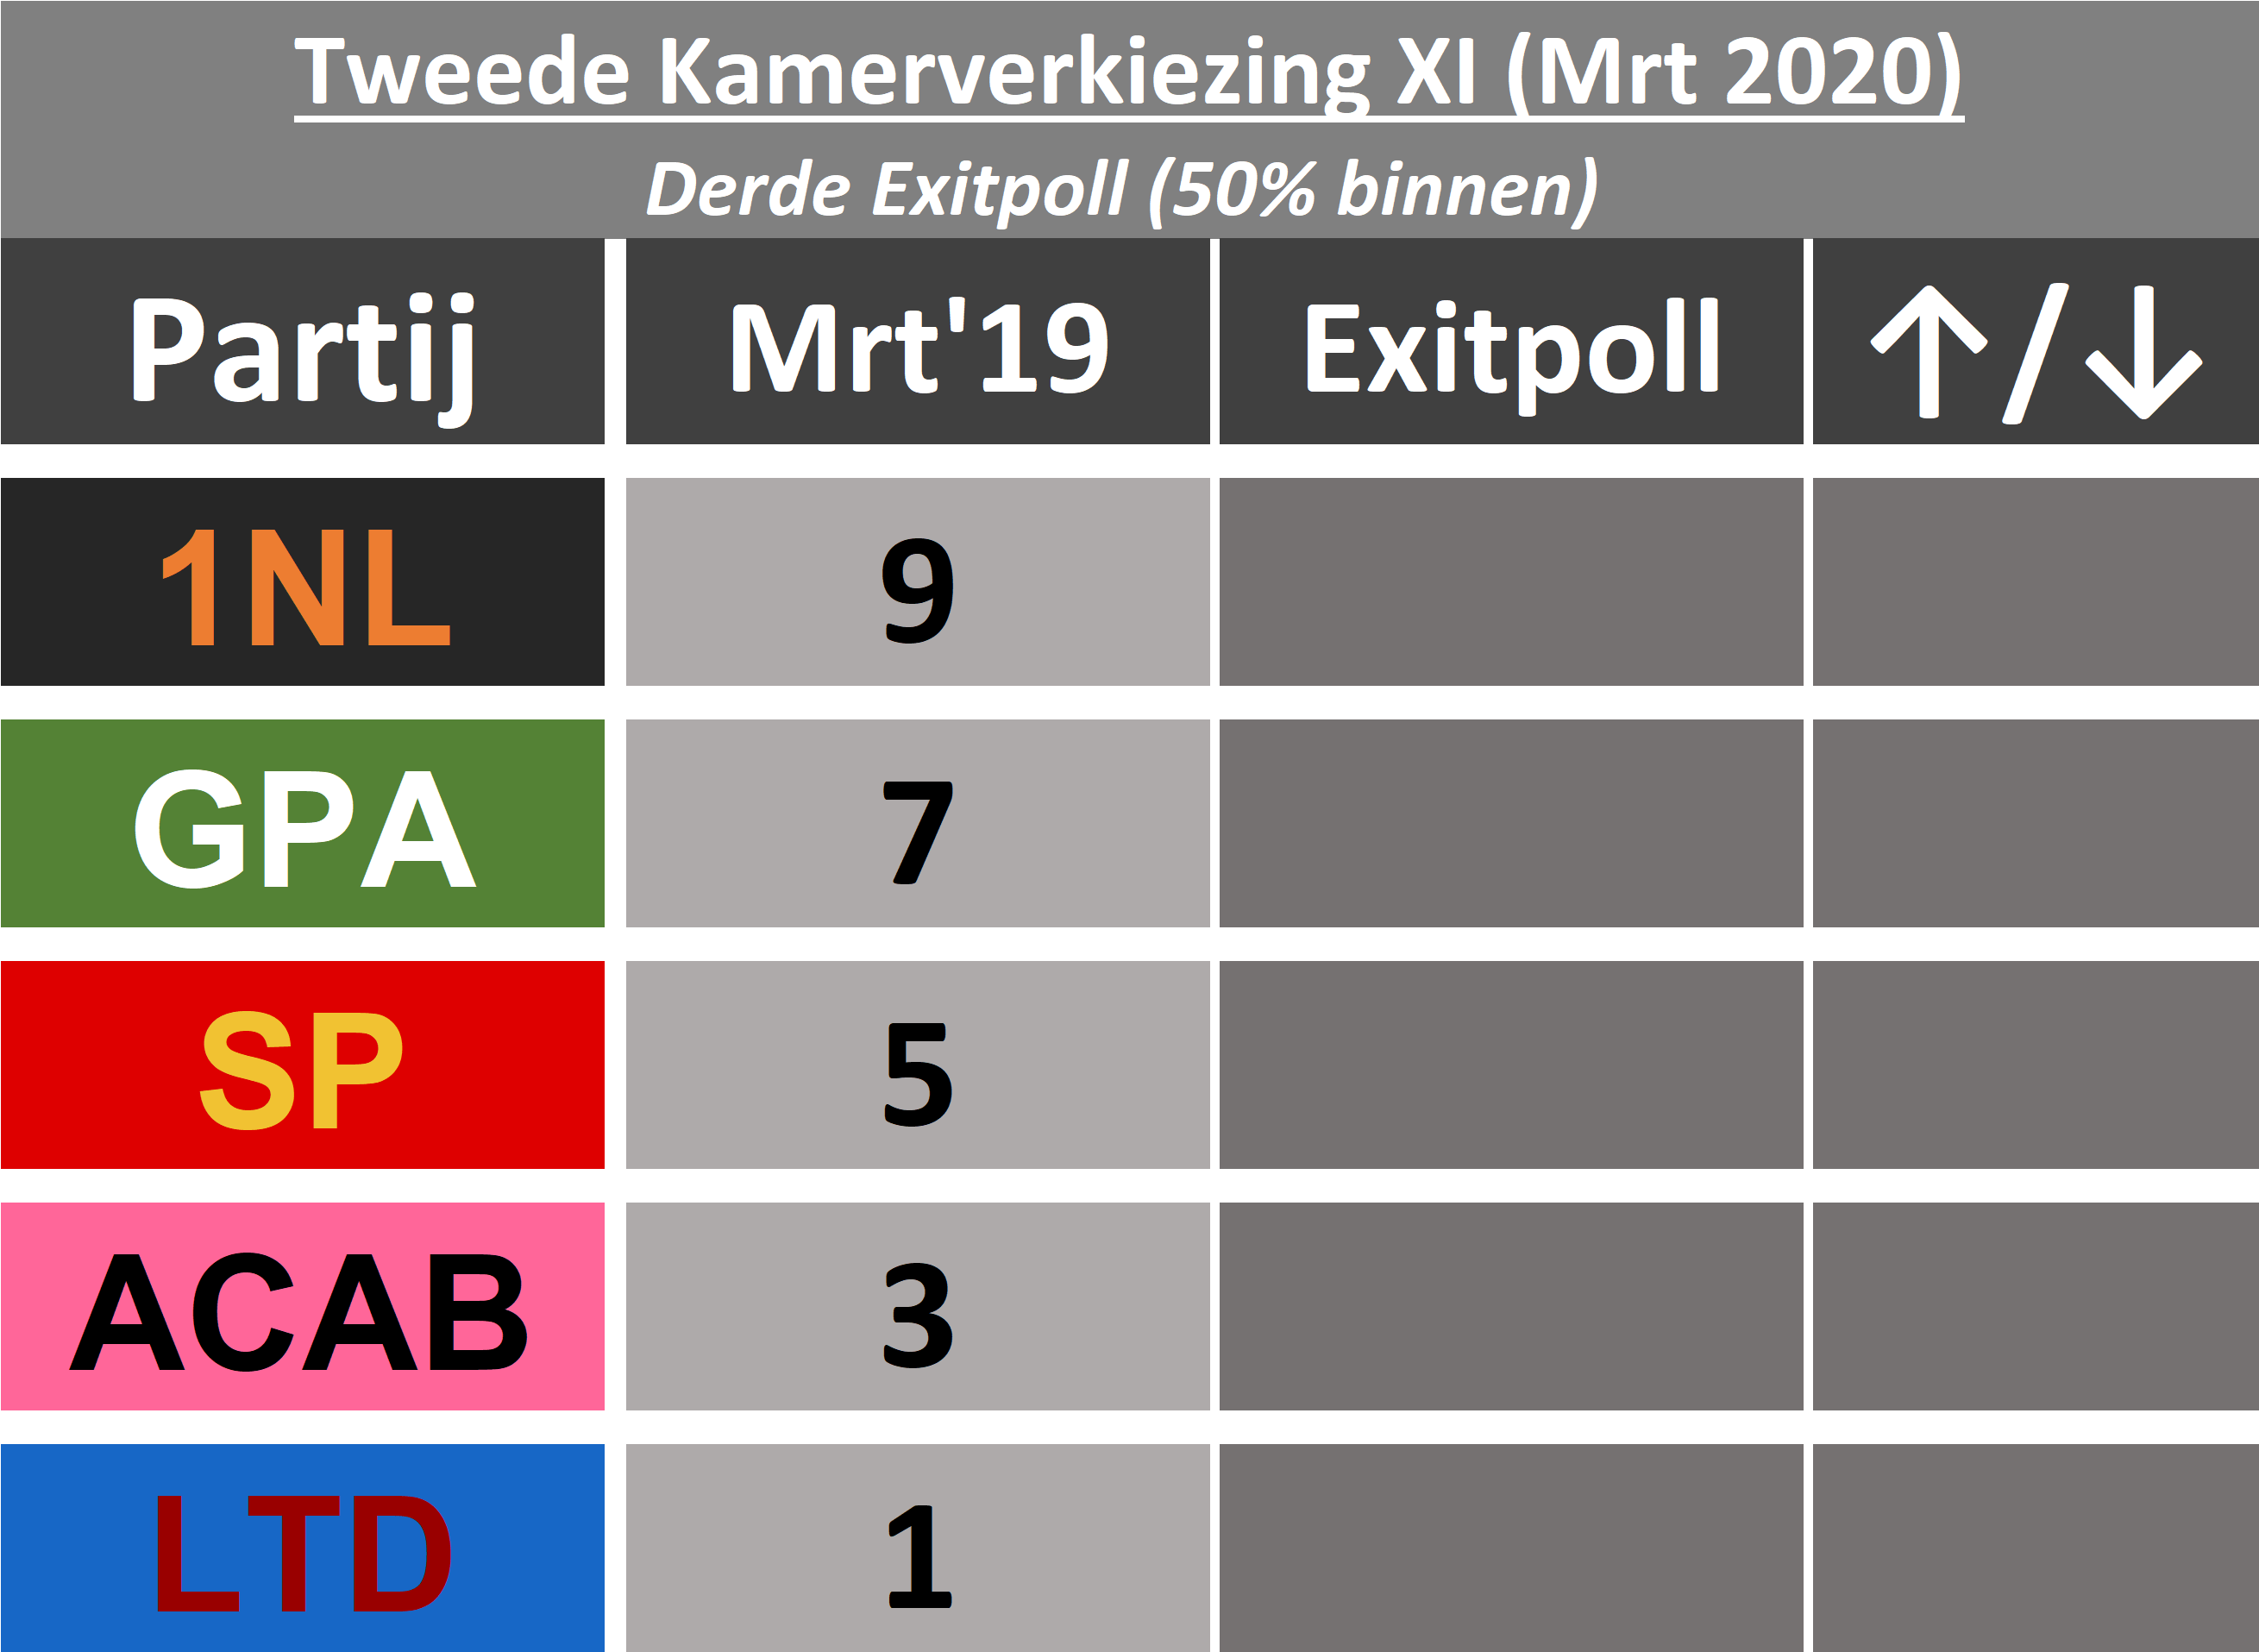 Tweede Kamerverkiezing XI (Mrt 2020)
Derde Exitpoll (50% binnen)
Partij Mrt'19 Exitpoll ↑/↓
1NL 9
GPA 7
SP 5
ACAB 3
LTD 1